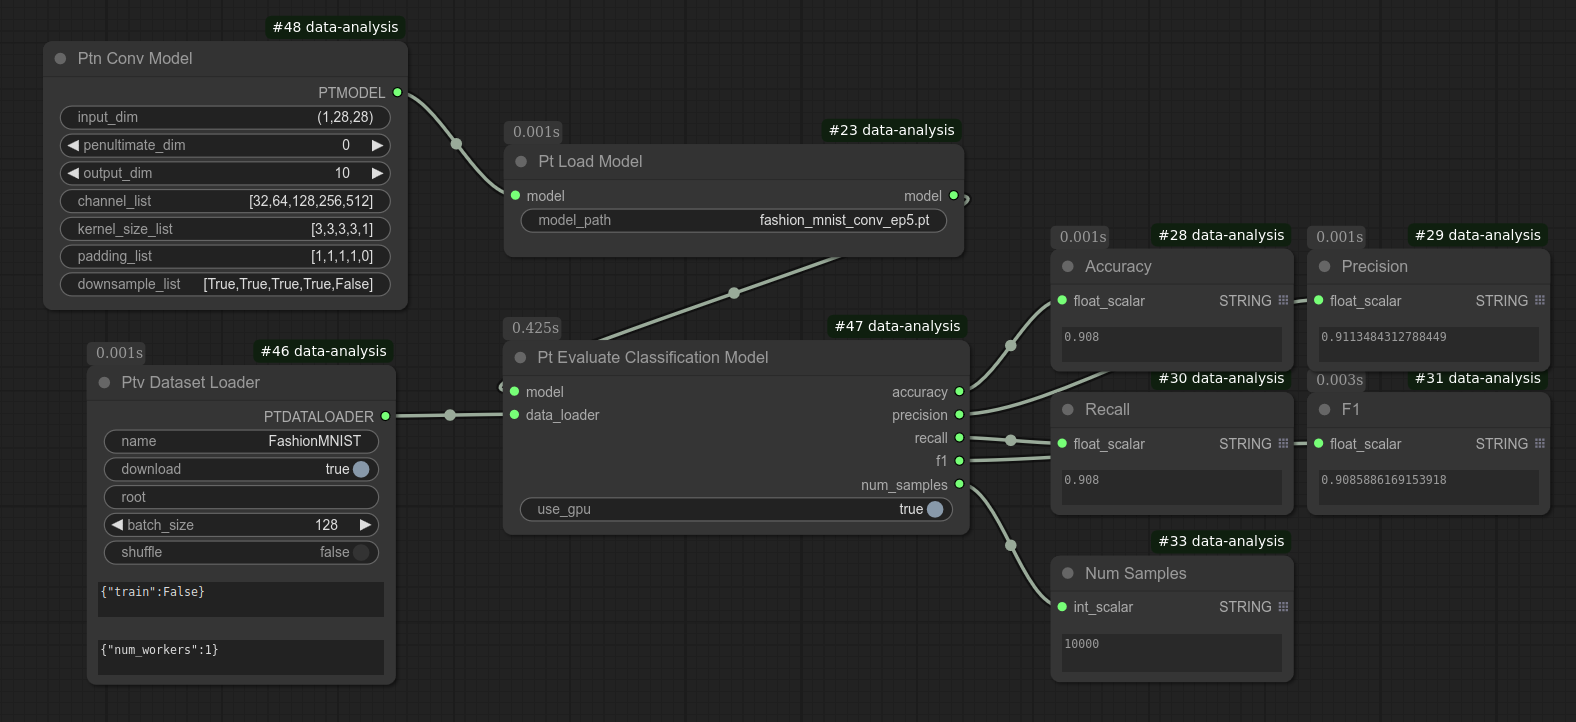 #48 data-analysis
Ptn Conv Model
PTMODEL
input_dim (1,28,28)
penultimate_dim 0
output_dim 10
channel_list [32,64,128,256,512]
kernel_size_list [3,3,3,3,1]
padding_list [1,1,1,1,0]
downsample_list [True,True,True,True,False]
0.001s #46 data-analysis
Ptv Dataset Loader
PTDATALOADER
name FashionMNIST
download true
root
batch_size 128
shuffle false
{"train":False}
{"num_workers":1}
0.001s #23 data-analysis
Pt Load Model
model model
model_path fashion_mnist_conv_ep5.pt
0.425s #47 data-analysis
Pt Evaluate Classification Model
model accuracy
data_loader precision
recall
f1
num_samples
use_gpu true
0.001s #28 data-analysis
Accuracy
float_scalar STRING
0.908
0.001s #29 data-analysis
Precision
float_scalar STRING
0.9113484312788449
#30 data-analysis
Recall
float_scalar STRING
0.908
0.003s #31 data-analysis
F1
float_scalar STRING
0.9085886169153918
#33 data-analysis
Num Samples
int_scalar STRING
10000